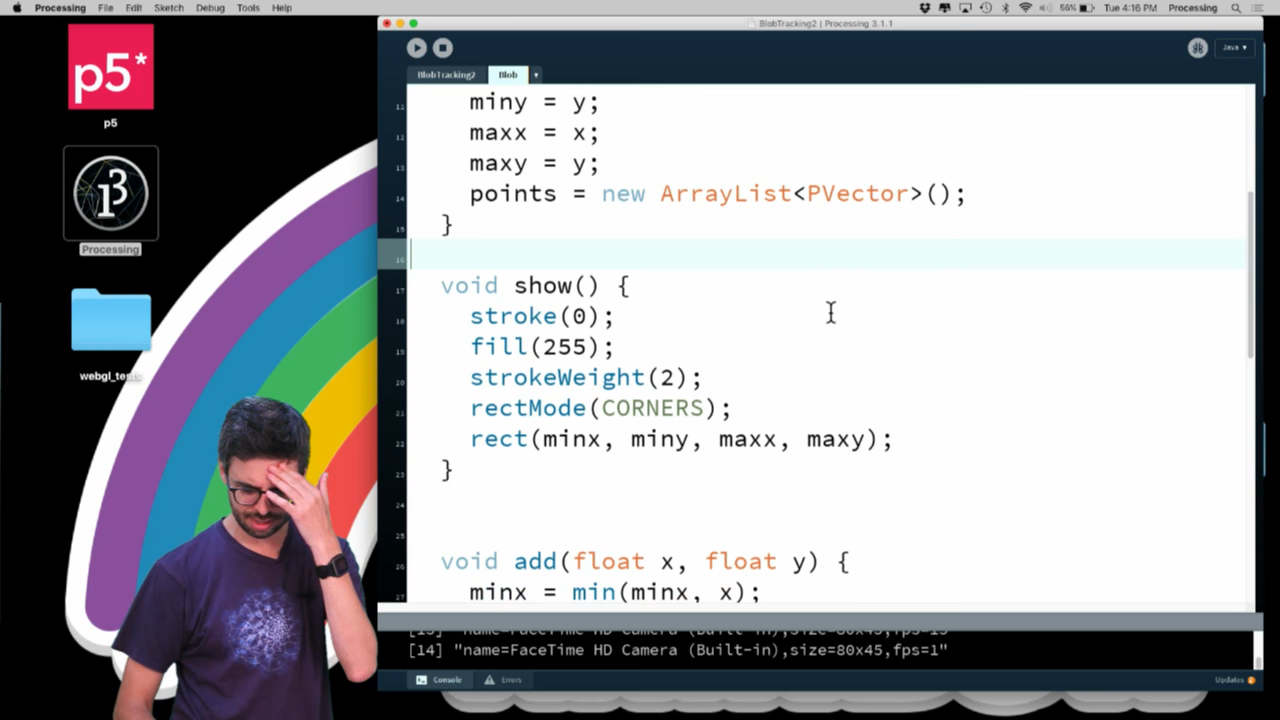 Processing File Edit Sketch Debug Tools Help
56% Tue 4:16 PM Processing
BlobTracking2 | Processing 3.1.1
Java
BlobTracking2 Blob
p5*
p5
Processing
11 miny = y;
12 maxx = x;
13 maxy = y;
14 points = new ArrayList<PVector>();
15 }
16
17 void show() {
18 stroke(0);
19 fill(255);
20 strokeWeight(2);
21 rectMode(CORNERS);
22 rect(minx, miny, maxx, maxy);
23 }
24
25
26 void add(float x, float y) {
27 minx = min(minx, x);
[13] "name=FaceTime HD Camera (Built-in),size=80x45,fps=15"
[14] "name=FaceTime HD Camera (Built-in),size=80x45,fps=1"
Console Errors
Updates 2